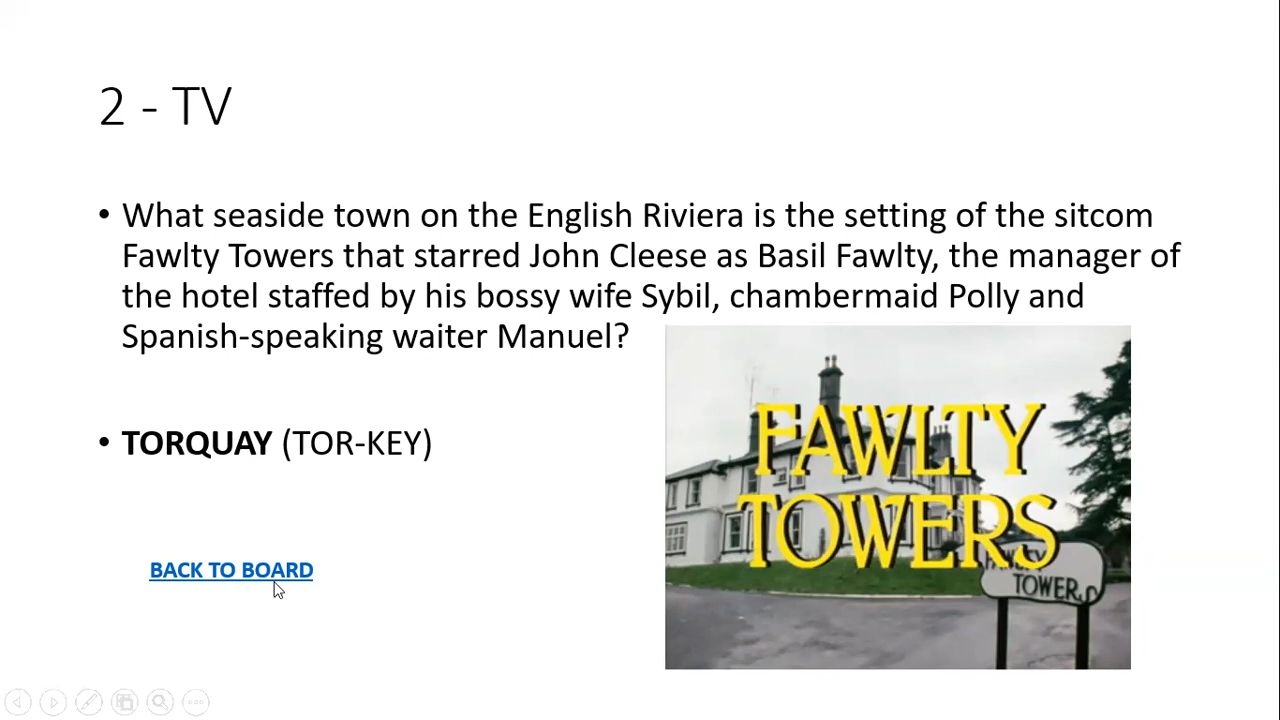 2 - TV
• What seaside town on the English Riviera is the setting of the sitcom
Fawlty Towers that starred John Cleese as Basil Fawlty, the manager of
the hotel staffed by his bossy wife Sybil, chambermaid Polly and
Spanish-speaking waiter Manuel?
FAWLTY
TOWERS
TOWERS
• TORQUAY (TOR-KEY)
BACK TO BOARD